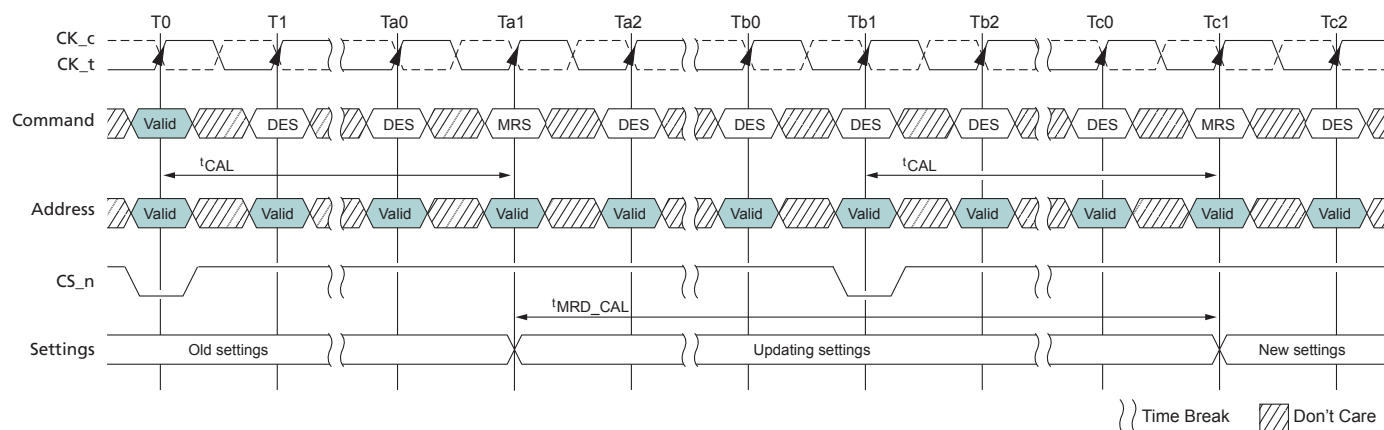 T0 T1 Ta0 Ta1 Ta2 Tb0 Tb1 Tb2 Tc0 Tc1 Tc2
CK_c
CK_t
Command Valid DES DES MRS DES DES DES DES DES MRS DES
tCAL tCAL
Address Valid Valid Valid Valid Valid Valid Valid Valid Valid Valid Valid
CS_n
tMRD_CAL
Settings Old settings Updating settings New settings
Time Break Don't Care